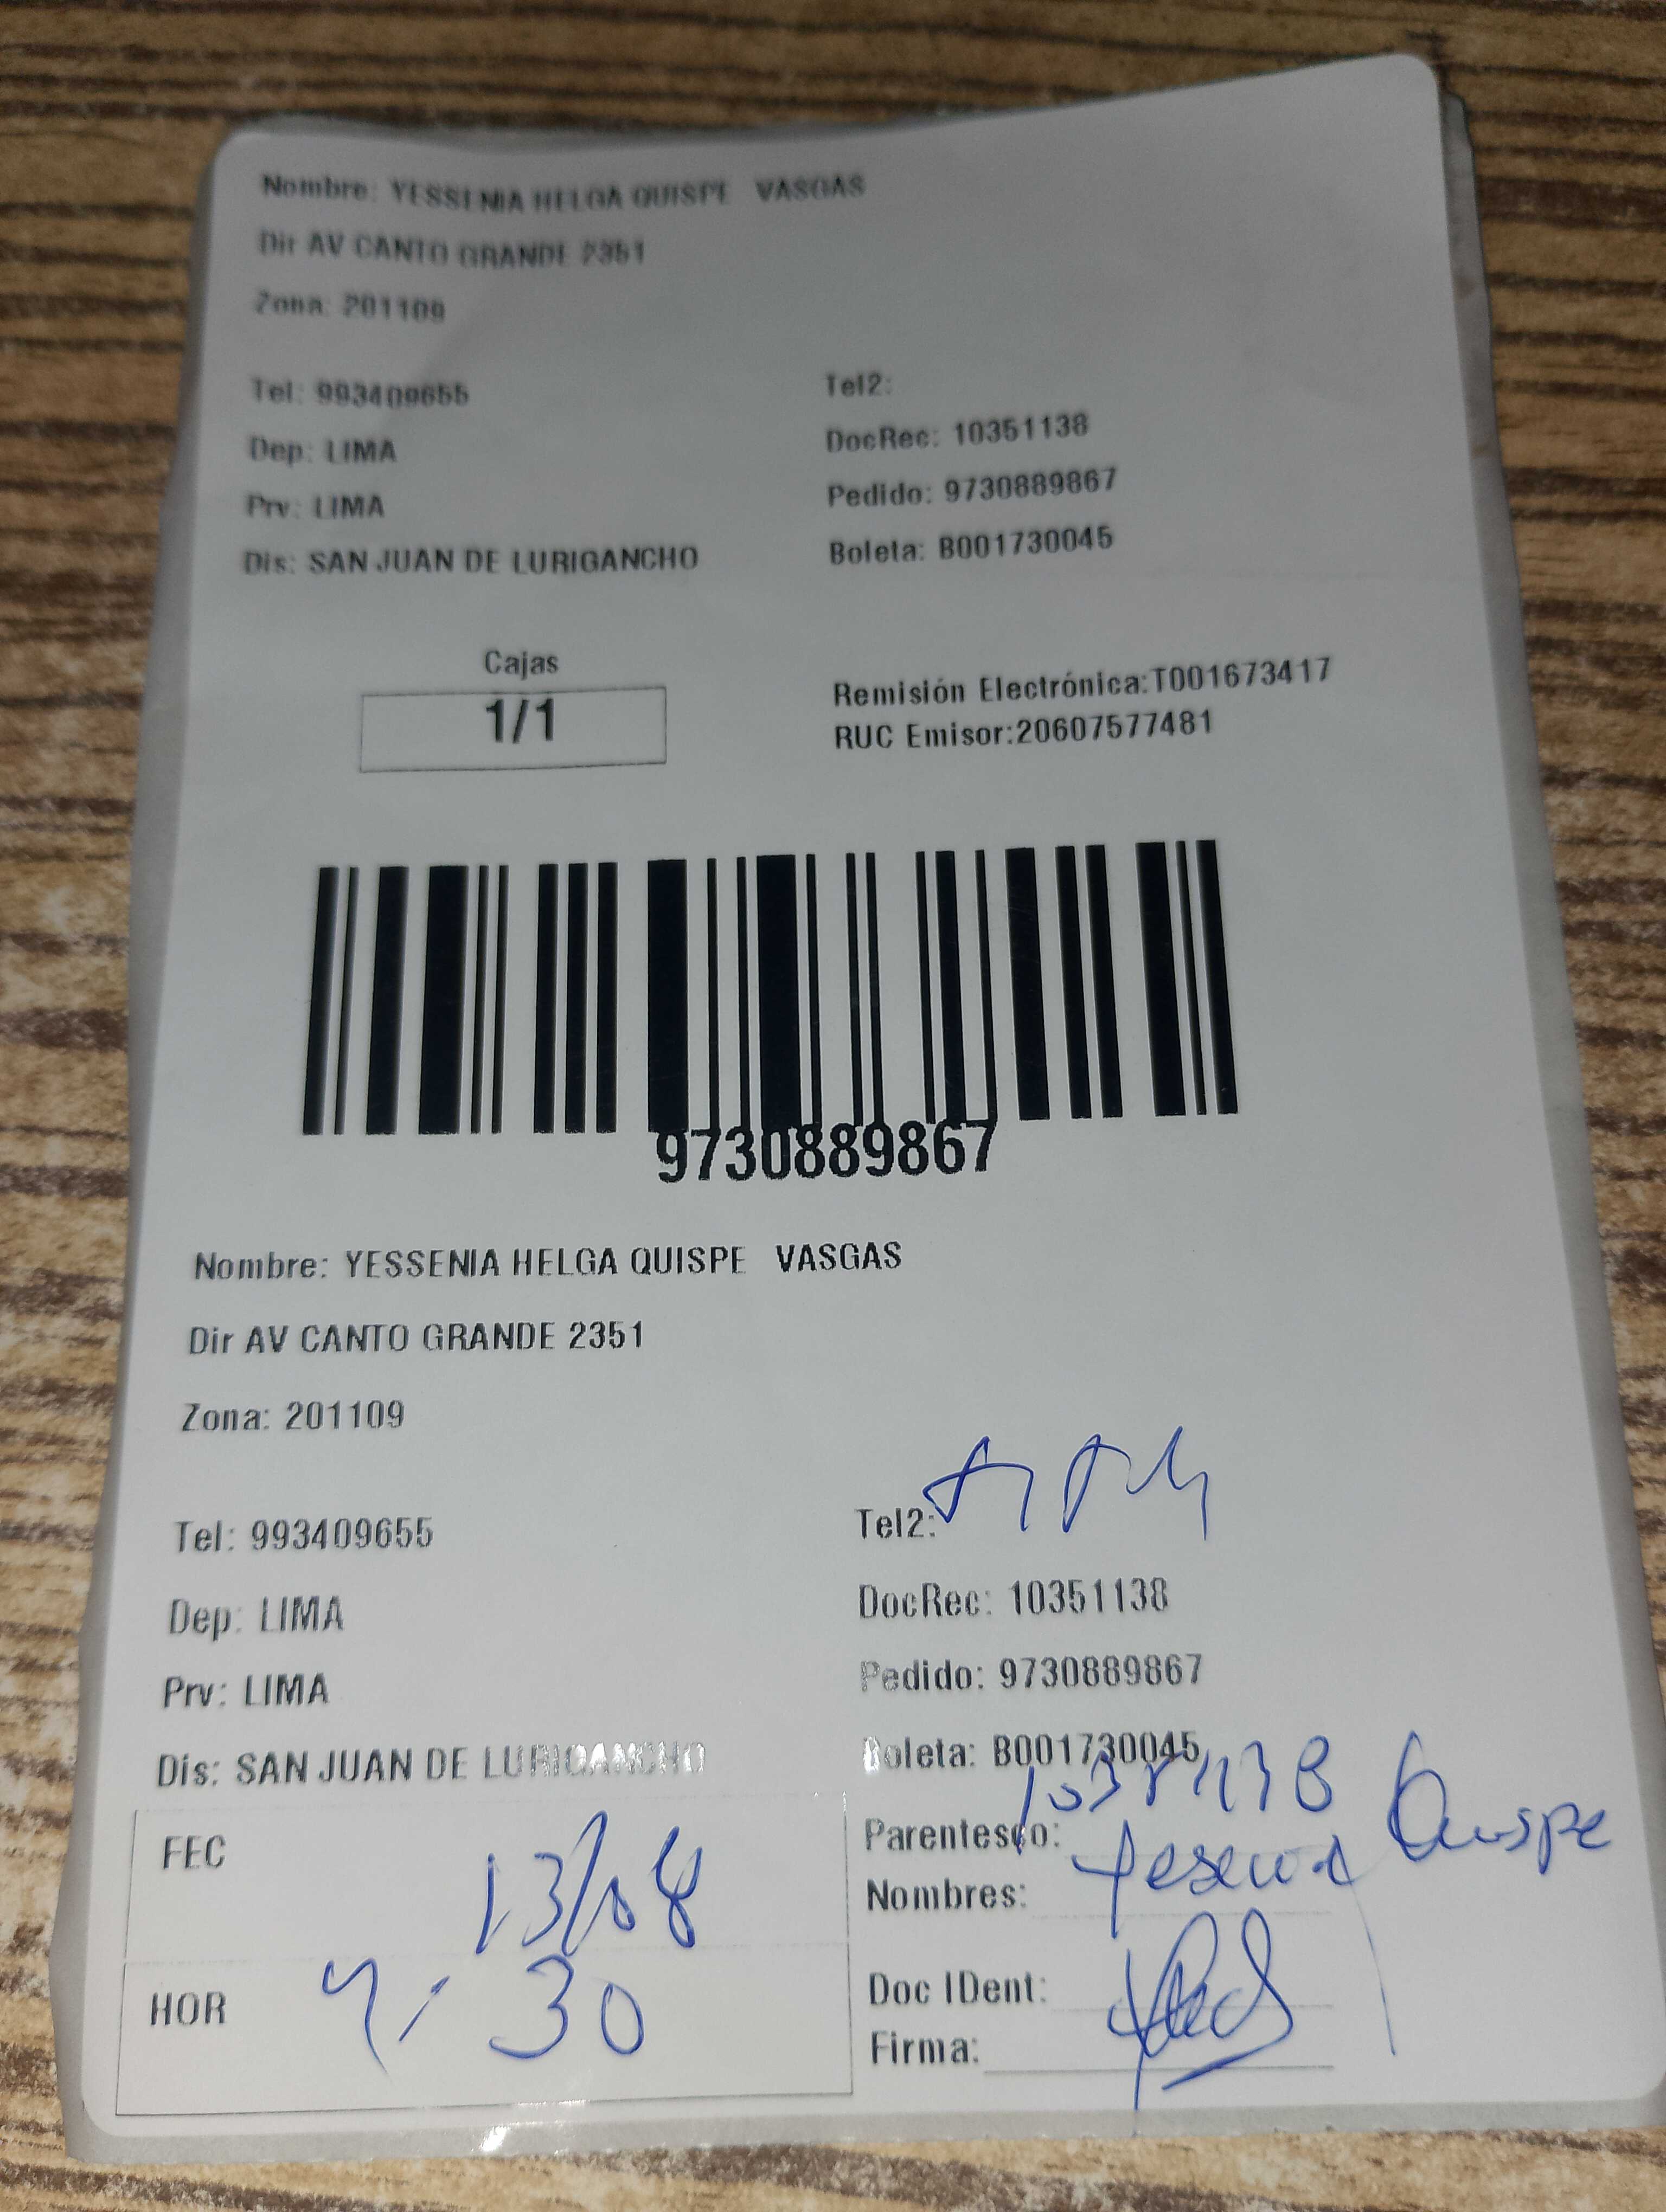 Nombre: YESSENIA HELGA QUISPE VASGAS
Dir AV CANTO GRANDE 2351
Zona: 201109
Tel: 993409655
Tel2:
Dep: LIMA
DocRec: 10351138
Prv: LIMA
Pedido: 9730889867
Dis: SAN JUAN DE LURIGANCHO
Boleta: B001730045
Cajas
1/1
Remisión Electrónica:T001673417
RUC Emisor:20607577481
9730889867
Nombre: YESSENIA HELGA QUISPE VASGAS
Dir AV CANTO GRANDE 2351
Zona: 201109
Tel: 993409655
Tel2:
Dep: LIMA
DocRec: 10351138
Prv: LIMA
Pedido: 9730889867
Dis: SAN JUAN DE LURIGANCHO
Boleta: B001730045
FEC 13/08
Parentesco:
Nombres: Quispe
HOR 30
Doc IDent:
Firma: